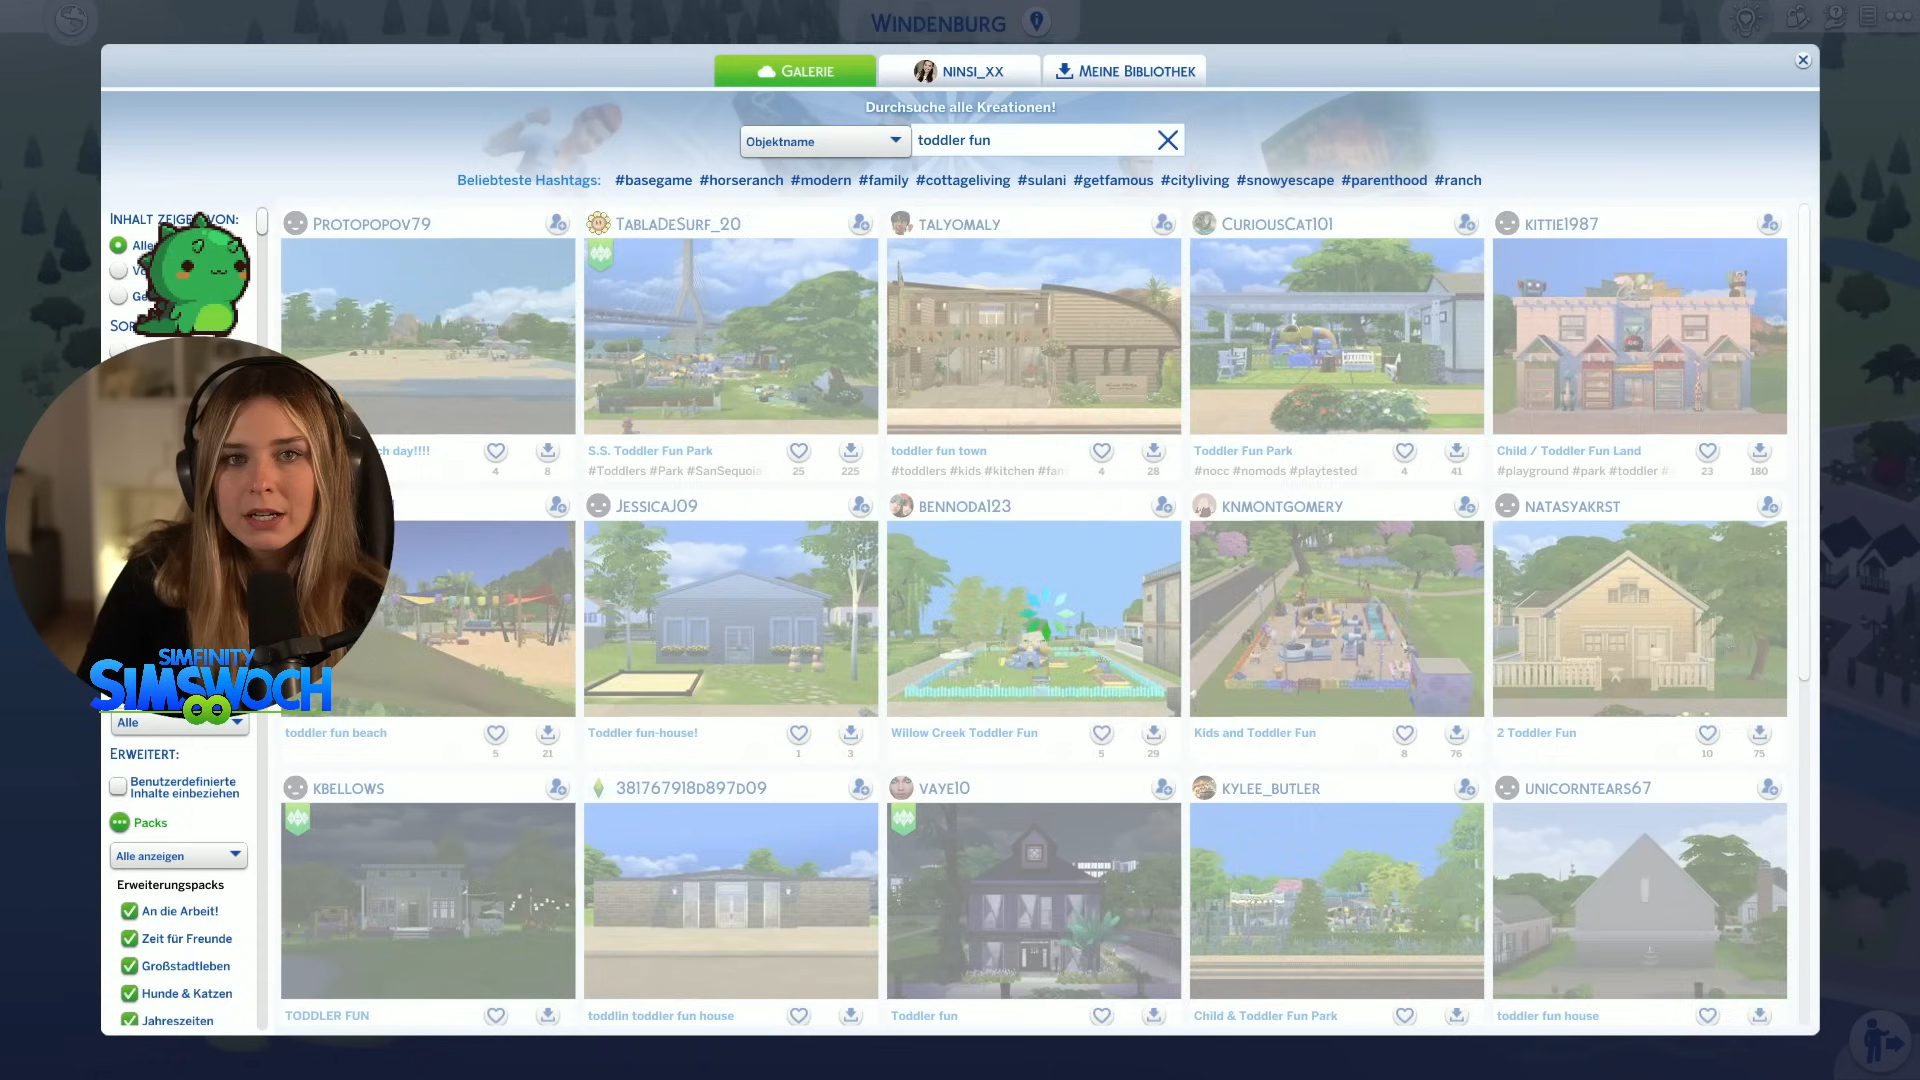 WINDENBURG
GALERIE
NINSI_XX
MEINE BIBLIOTHEK
Durchsuche alle Kreationen!
Objektname
toddler fun
Beliebteste Hashtags: #basegame #horseranch #modern #family #cottageliving #sulani #getfamous #cityliving #snowyescape #parenthood #ranch
INHALT ZEIGEN VON:
PROTOPOPOV79
TABLADESURF_20
TALYOMALY
CURIOUSCAT101
KITTIE1987
day!!!!
4
8
S.S. Toddler Fun Park
#Toddlers #Park #SanSequoia
25
225
toddler fun town
#toddlers #kids #kitchen #fam
4
28
Toddler Fun Park
#nocc #nomods #playtested
4
41
Child / Toddler Fun Land
#playground #park #toddler #
23
180
JESSICAJ09
BENNODA123
KNMONTGOMERY
NATASYAKRST
toddler fun beach
5
21
Toddler fun-house!
1
3
Willow Creek Toddler Fun
5
29
Kids and Toddler Fun
8
76
2 Toddler Fun
10
75
SIMFINITY
SIMSWOCH
Alle
ERWEITERT:
Benutzerdefinierte
Inhalte einbeziehen
Packs
Alle anzeigen
Erweiterungspacks
An die Arbeit!
Zeit für Freunde
Großstadtleben
Hunde & Katzen
Jahreszeiten
KBELLOWS
381767918D897D09
VAYE10
KYLEE_BUTLER
UNICORNTEARS67
TODDLER FUN
toddlin toddler fun house
Toddler fun
Child & Toddler Fun Park
toddler fun house